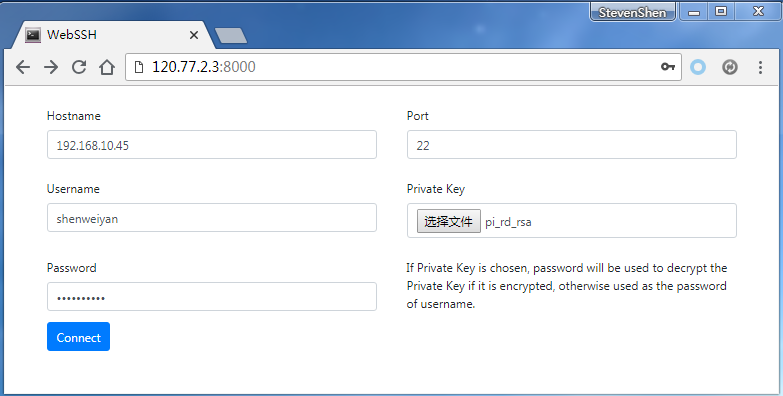 StevenShen
WebSSH
120.77.2.3:8000
Hostname
Port
192.168.10.45
22
Username
Private Key
shenweiyan
选择文件 pi_rd_rsa
Password
If Private Key is chosen, password will be used to decrypt the
Private Key if it is encrypted, otherwise used as the password
of username.
••••••••••
Connect